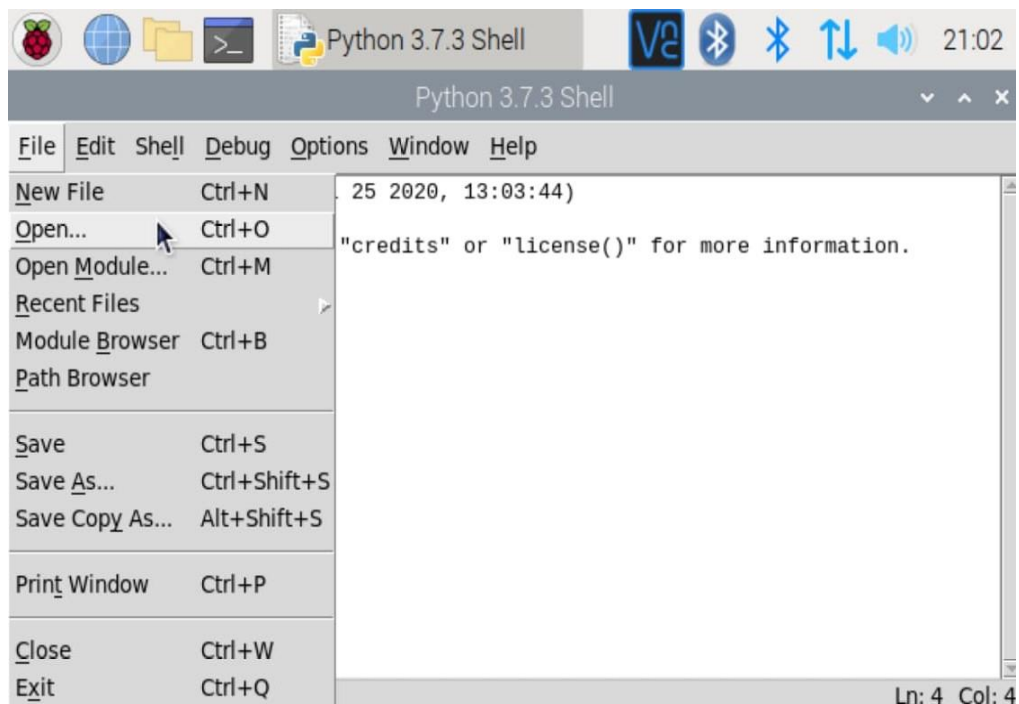 Python 3.7.3 Shell 21:02
Python 3.7.3 Shell
File Edit Shell Debug Options Window Help
New File Ctrl+N 25 2020, 13:03:44)
Open... Ctrl+O
"credits" or "license()" for more information.
Open Module... Ctrl+M
Recent Files
Module Browser Ctrl+B
Path Browser
Save Ctrl+S
Save As... Ctrl+Shift+S
Save Copy As... Alt+Shift+S
Print Window Ctrl+P
Close Ctrl+W
Exit Ctrl+Q
Ln: 4 Col: 4